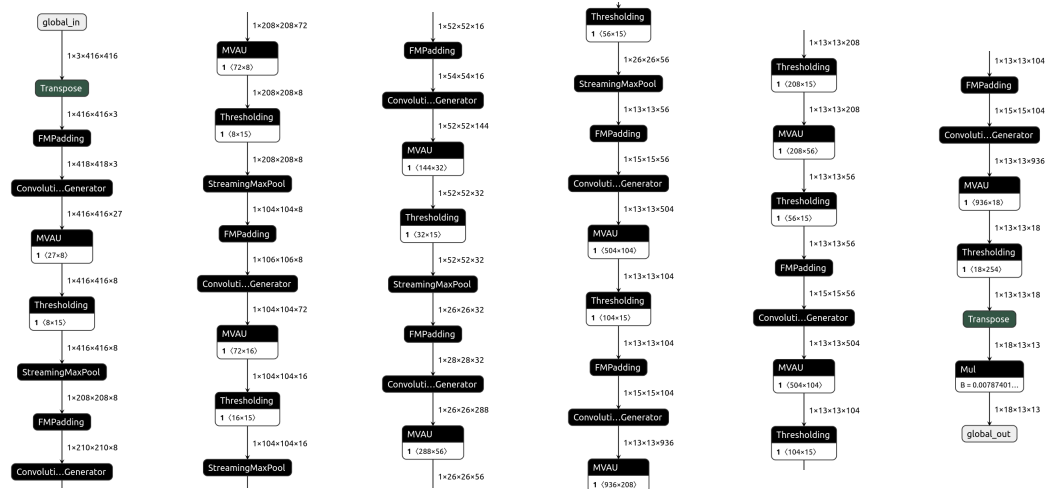 global_in
1×3×416×416
Transpose
1×416×416×3
FMPadding
1×418×418×3
Convoluti…Generator
1×416×416×27
MVAU
1 ⟨27×8⟩
1×416×416×8
Thresholding
1 ⟨8×15⟩
1×416×416×8
StreamingMaxPool
1×208×208×8
FMPadding
1×210×210×8
Convoluti…Generator
1×208×208×72
MVAU
1 ⟨72×8⟩
1×208×208×8
Thresholding
1 ⟨8×15⟩
1×208×208×8
StreamingMaxPool
1×104×104×8
FMPadding
1×106×106×8
Convoluti…Generator
1×104×104×72
MVAU
1 ⟨72×16⟩
1×104×104×16
Thresholding
1 ⟨16×15⟩
1×104×104×16
StreamingMaxPool
1×52×52×16
FMPadding
1×54×54×16
Convoluti…Generator
1×52×52×144
MVAU
1 ⟨144×32⟩
1×52×52×32
Thresholding
1 ⟨32×15⟩
1×52×52×32
StreamingMaxPool
1×26×26×32
FMPadding
1×28×28×32
Convoluti…Generator
1×26×26×288
MVAU
1 ⟨288×56⟩
1×26×26×56
Thresholding
1 ⟨56×15⟩
1×26×26×56
StreamingMaxPool
1×13×13×56
FMPadding
1×15×15×56
Convoluti…Generator
1×13×13×504
MVAU
1 ⟨504×104⟩
1×13×13×104
Thresholding
1 ⟨104×15⟩
1×13×13×104
FMPadding
1×15×15×104
Convoluti…Generator
1×13×13×936
MVAU
1 ⟨936×208⟩
1×13×13×208
Thresholding
1 ⟨208×15⟩
1×13×13×208
MVAU
1 ⟨208×56⟩
1×13×13×56
Thresholding
1 ⟨56×15⟩
1×13×13×56
FMPadding
1×15×15×56
Convoluti…Generator
1×13×13×504
MVAU
1 ⟨504×104⟩
1×13×13×104
Thresholding
1 ⟨104×15⟩
1×13×13×104
FMPadding
1×15×15×104
Convoluti…Generator
1×13×13×936
MVAU
1 ⟨936×18⟩
1×13×13×18
Thresholding
1 ⟨18×254⟩
1×13×13×18
Transpose
1×18×13×13
Mul
B = 0.00787401…
1×18×13×13
global_out